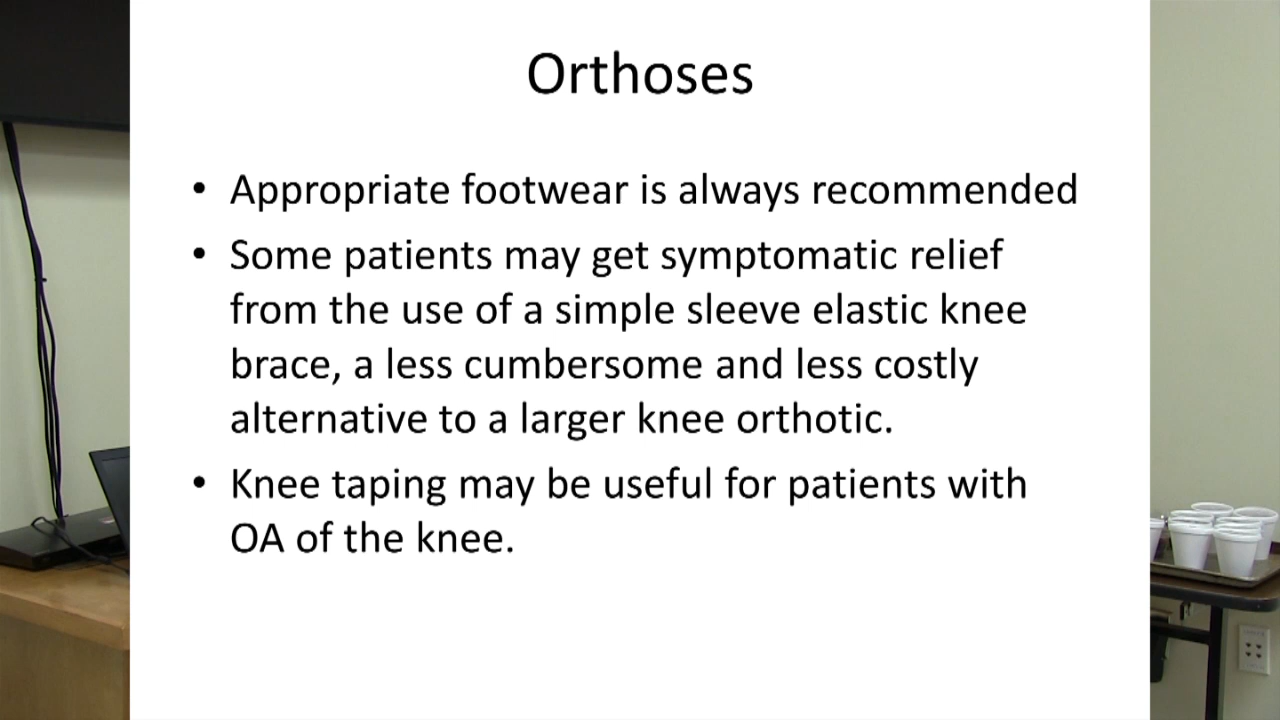 Orthoses
• Appropriate footwear is always recommended
• Some patients may get symptomatic relief
from the use of a simple sleeve elastic knee
brace, a less cumbersome and less costly
alternative to a larger knee orthotic.
• Knee taping may be useful for patients with
OA of the knee.